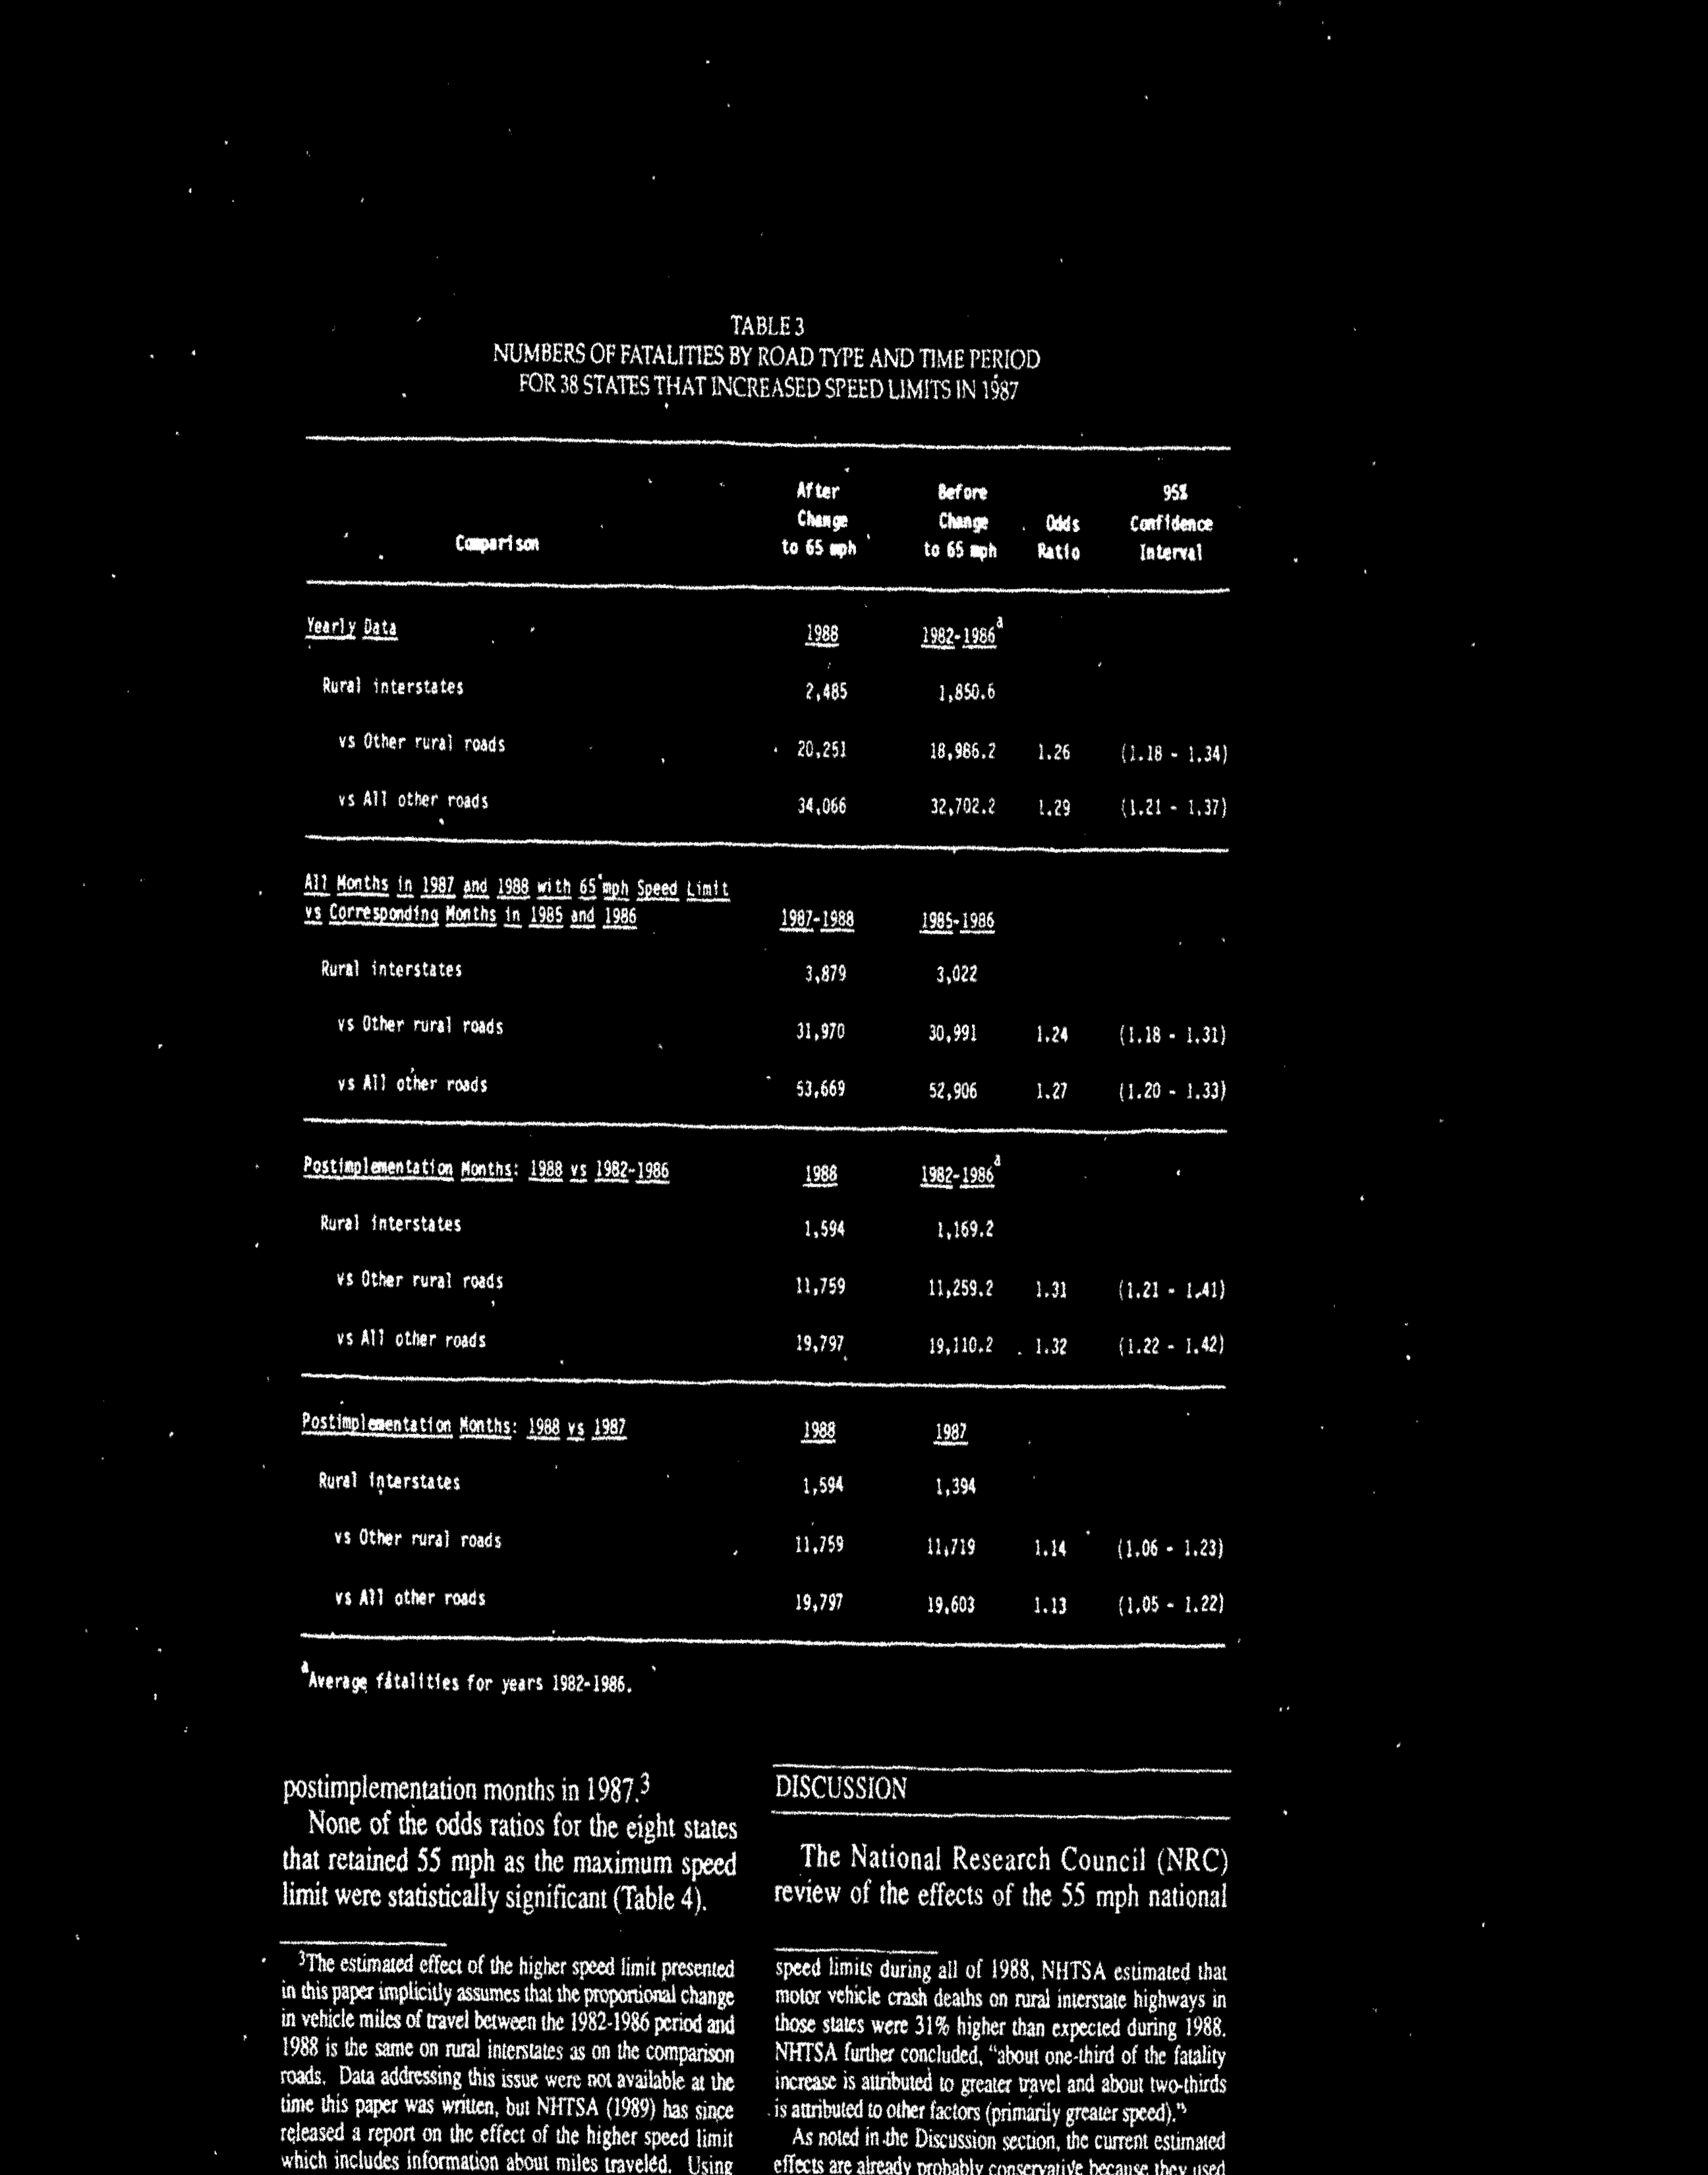 TABLE 3
NUMBERS OF FATALITIES BY ROAD TYPE AND TIME PERIOD
FOR 38 STATES THAT INCREASED SPEED LIMITS IN 1987
Comparison After Change to 65 mph Before Change to 65 mph Odds Ratio 95% Confidence Interval
Yearly Data 1988 1982-1986a
Rural interstates 2,485 1,850.6
vs Other rural roads 20,251 18,986.2 1.26 (1.18 - 1.34)
vs All other roads 34,066 32,702.2 1.29 (1.21 - 1.37)
All Months in 1987 and 1988 with 65 mph Speed Limit
vs Corresponding Months in 1985 and 1986 1987-1988 1985-1986
Rural interstates 3,879 3,022
vs Other rural roads 31,970 30,991 1.24 (1.18 - 1.31)
vs All other roads 53,669 52,906 1.27 (1.20 - 1.33)
Postimplementation Months: 1988 vs 1982-1986 1988 1982-1986a
Rural interstates 1,594 1,169.2
vs Other rural roads 11,759 11,259.2 1.31 (1.21 - 1.41)
vs All other roads 19,797 19,110.2 1.32 (1.22 - 1.42)
Postimplementation Months: 1988 vs 1987 1988 1987
Rural interstates 1,594 1,394
vs Other rural roads 11,759 11,719 1.14 (1.06 - 1.23)
vs All other roads 19,797 19,603 1.13 (1.05 - 1.22)
aAverage fatalities for years 1982-1986.
postimplementation months in 1987.3
None of the odds ratios for the eight states
that retained 55 mph as the maximum speed
limit were statistically significant (Table 4).
3The estimated effect of the higher speed limit presented
in this paper implicitly assumes that the proportional change
in vehicle miles of travel between the 1982-1986 period and
1988 is the same on rural interstates as on the comparison
roads. Data addressing this issue were not available at the
time this paper was written, but NHTSA (1989) has since
released a report on the effect of the higher speed limit
which includes information about miles traveled. Using
DISCUSSION
The National Research Council (NRC)
review of the effects of the 55 mph national
speed limits during all of 1988, NHTSA estimated that
motor vehicle crash deaths on rural interstate highways in
those states were 31% higher than expected during 1988.
NHTSA further concluded, "about one-third of the fatality
increase is attributed to greater travel and about two-thirds
is attributed to other factors (primarily greater speed)."
As noted in the Discussion section, the current estimated
effects are already probably conservative because they used